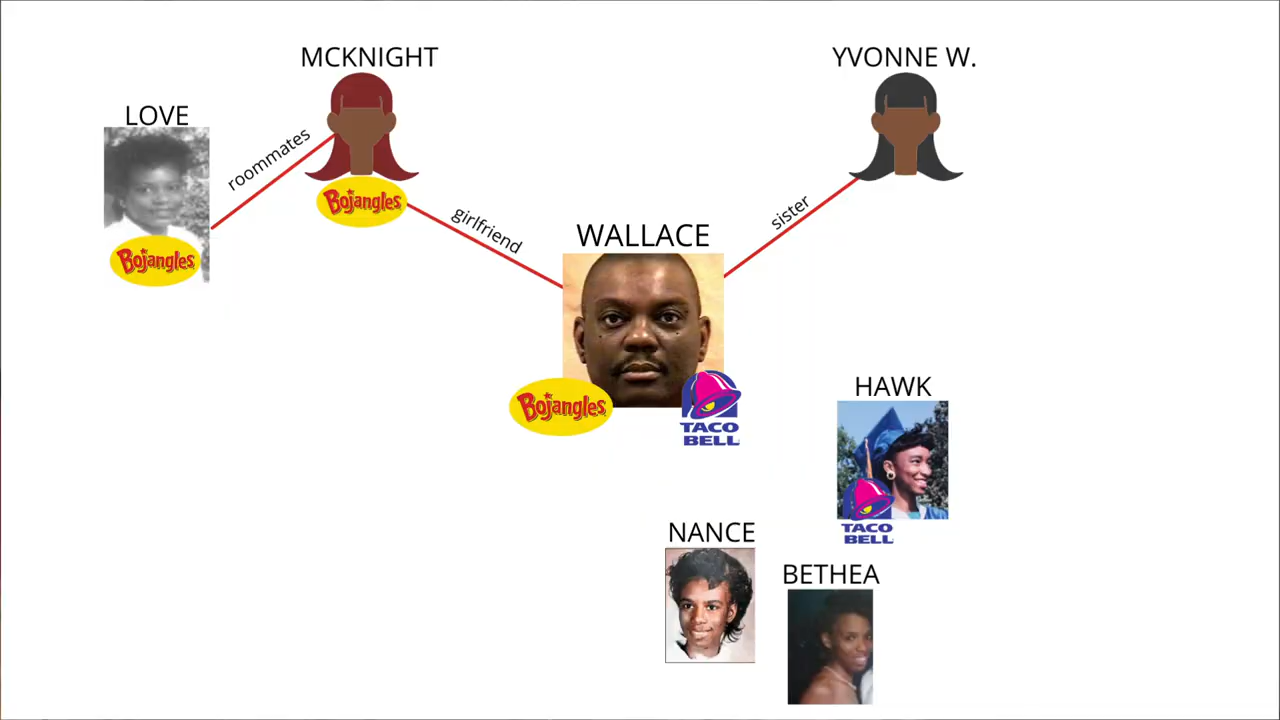 MCKNIGHT
YVONNE W.
LOVE
roommates
Bojangles
girlfriend
sister
WALLACE
Bojangles
Bojangles
TACO
BELL
HAWK
TACO
BELL
NANCE
BETHEA